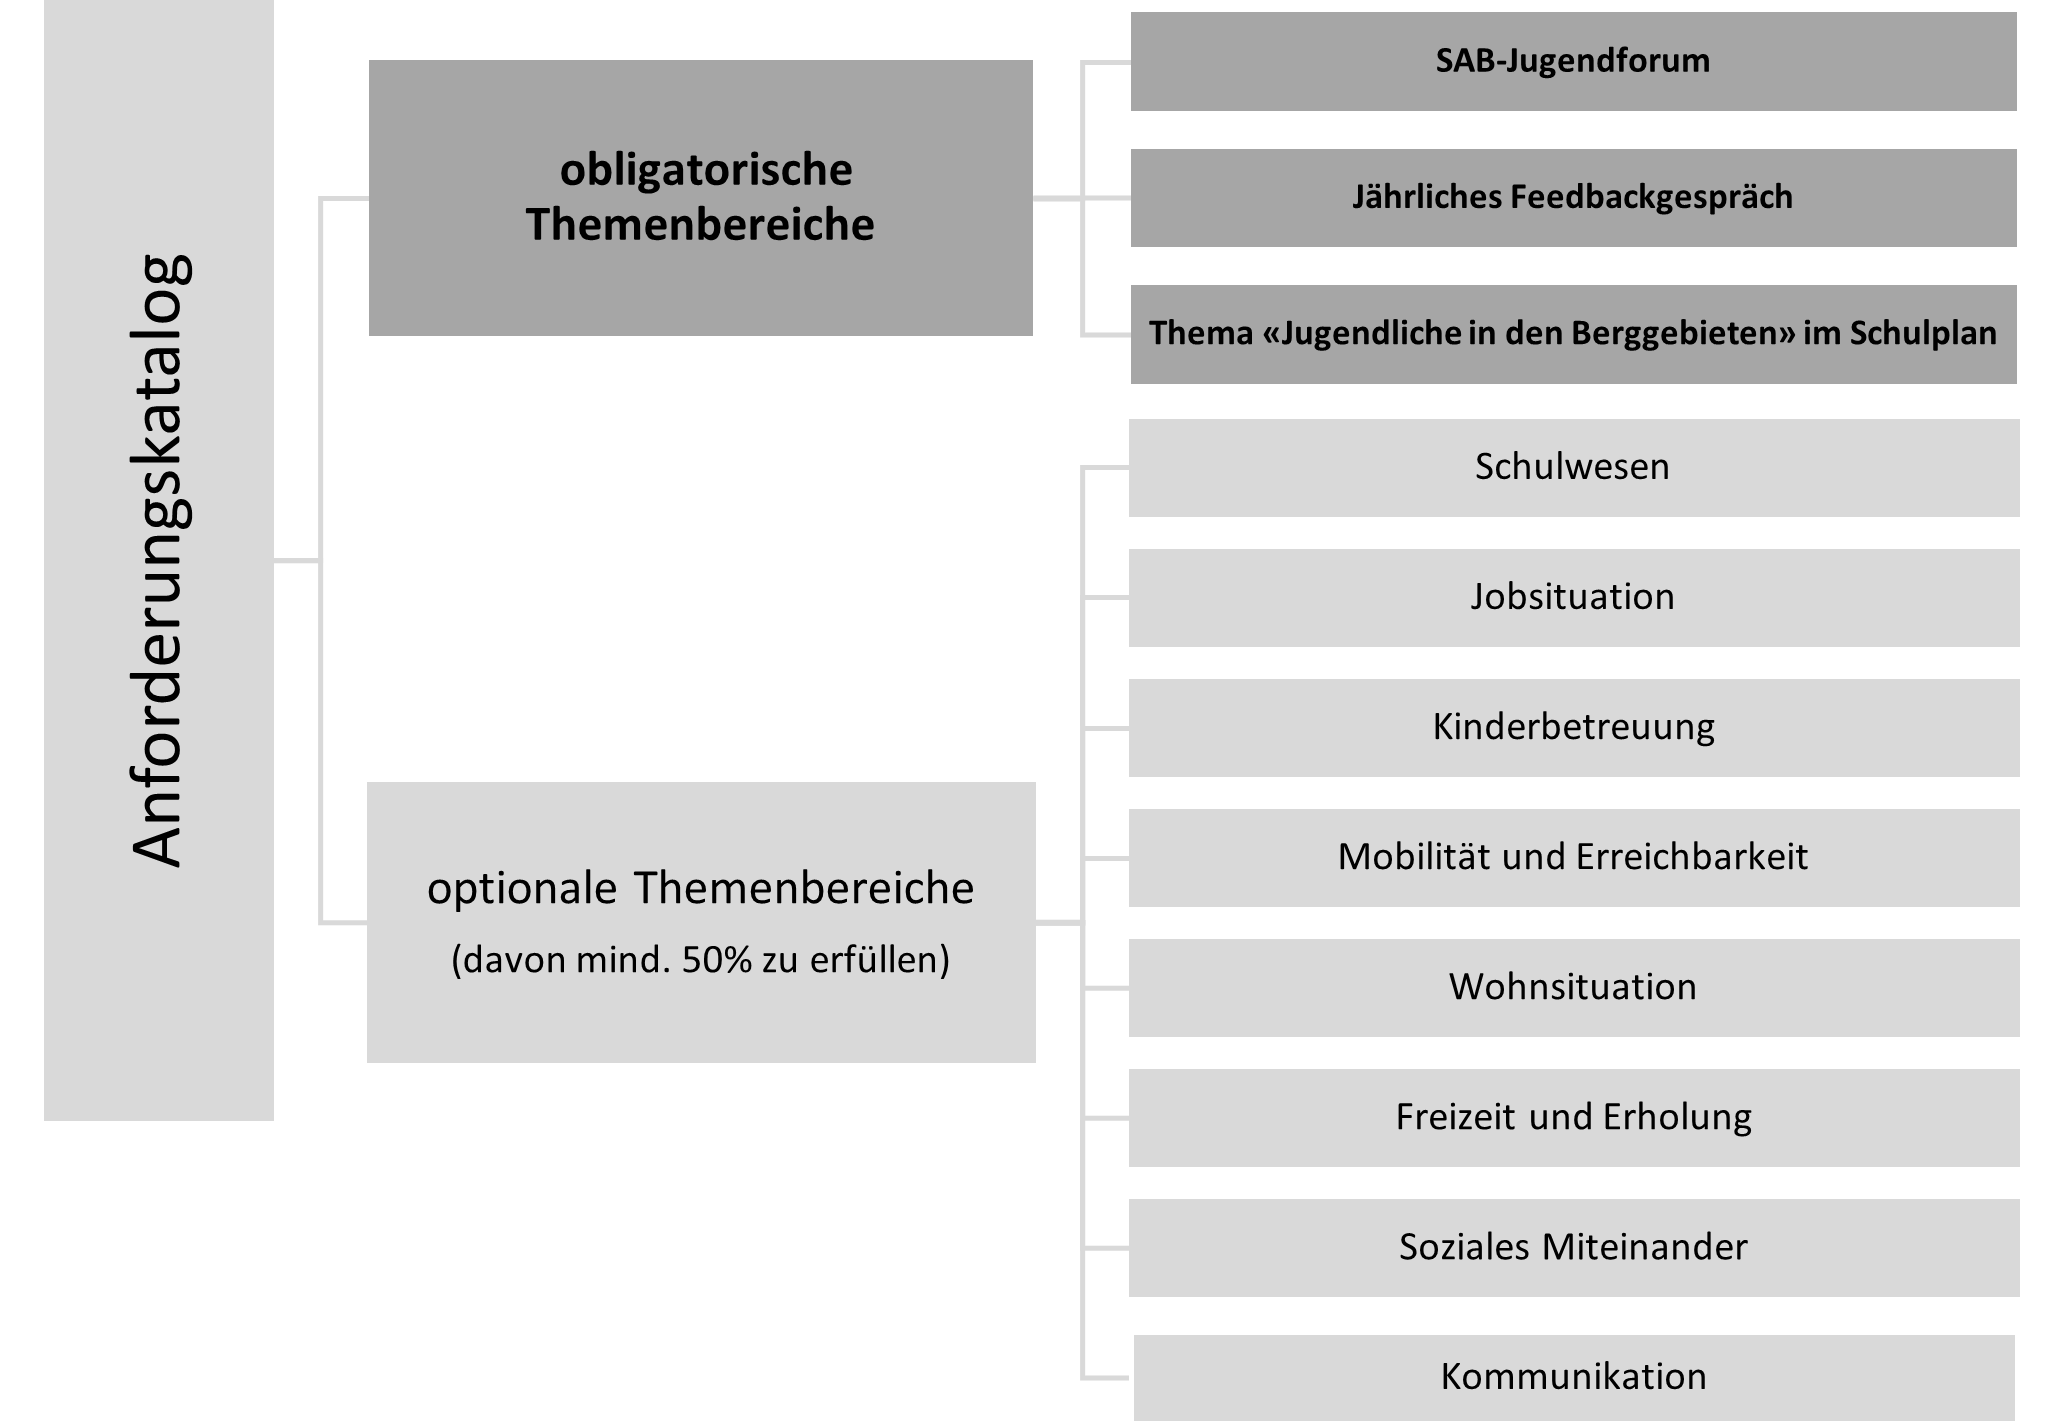 Anforderungskatalog
obligatorische
Themenbereiche
SAB-Jugendforum
Jährliches Feedbackgespräch
Thema «Jugendliche in den Berggebieten» im Schulplan
optionale Themenbereiche
(davon mind. 50% zu erfüllen)
Schulwesen
Jobsituation
Kinderbetreuung
Mobilität und Erreichbarkeit
Wohnsituation
Freizeit und Erholung
Soziales Miteinander
Kommunikation